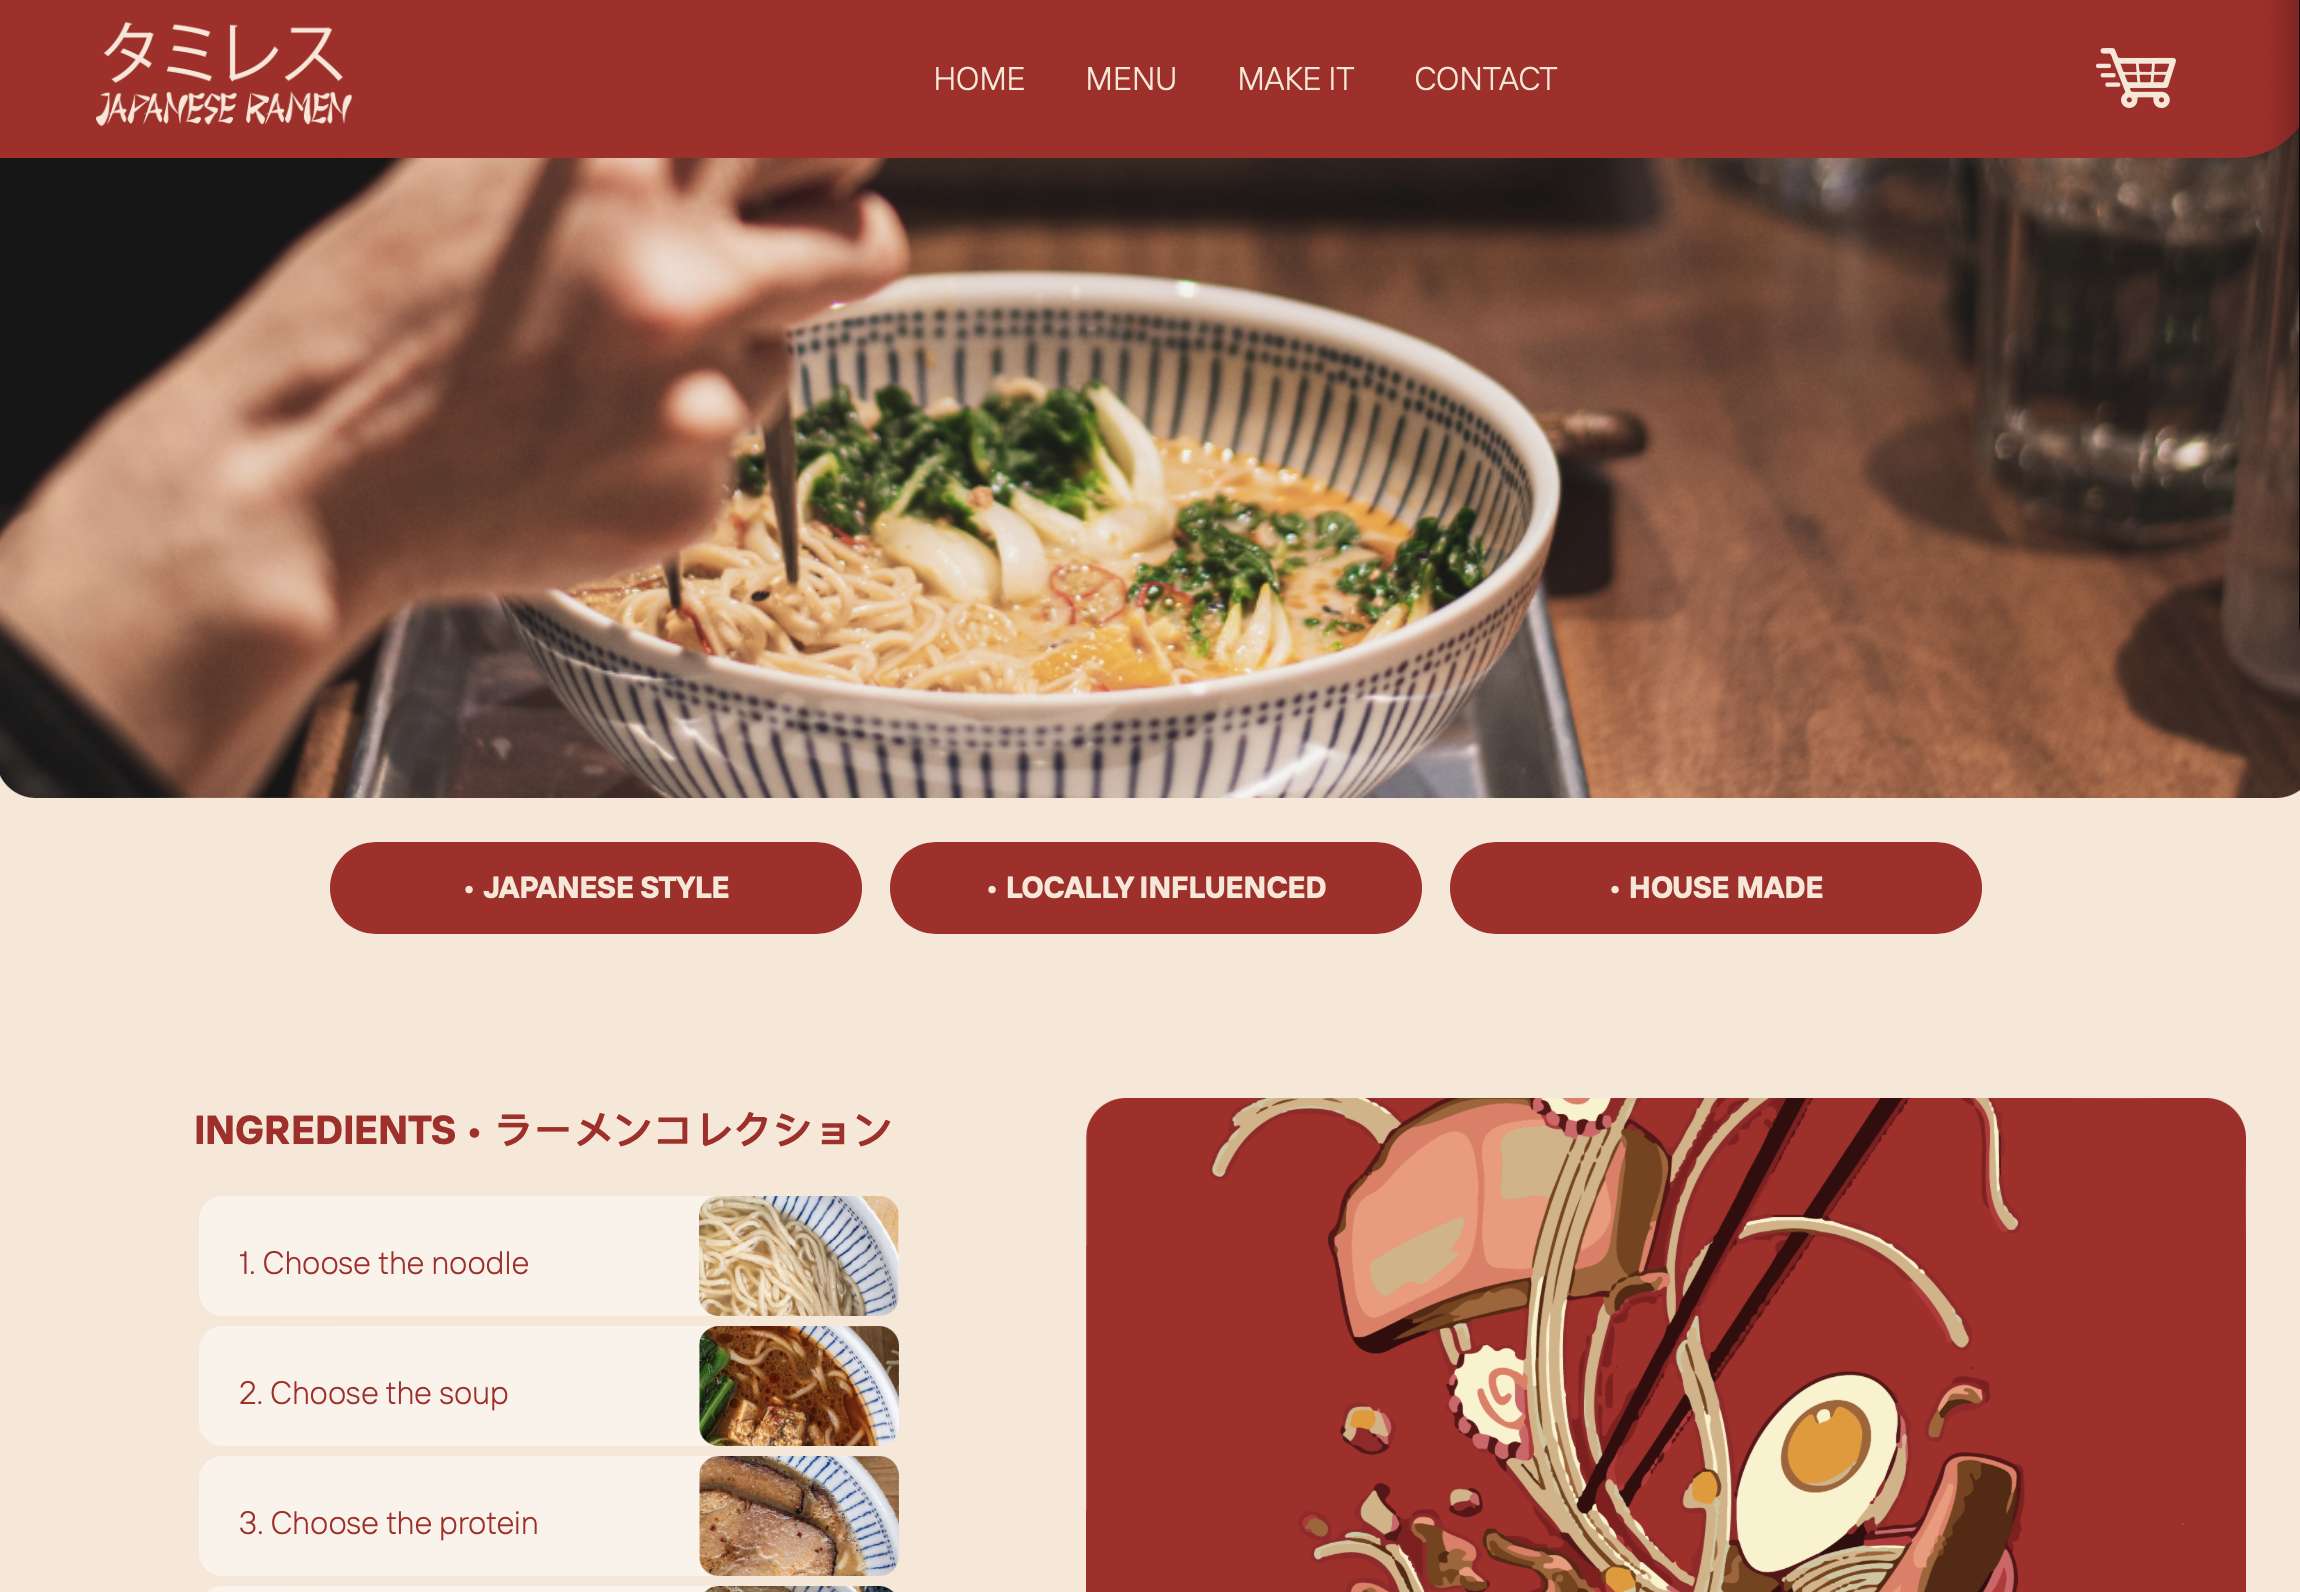 タミレス
JAPANESE RAMEN
HOME MENU MAKE IT CONTACT
• JAPANESE STYLE
• LOCALLY INFLUENCED
• HOUSE MADE
INGREDIENTS • ラーメンコレクション
1. Choose the noodle
2. Choose the soup
3. Choose the protein